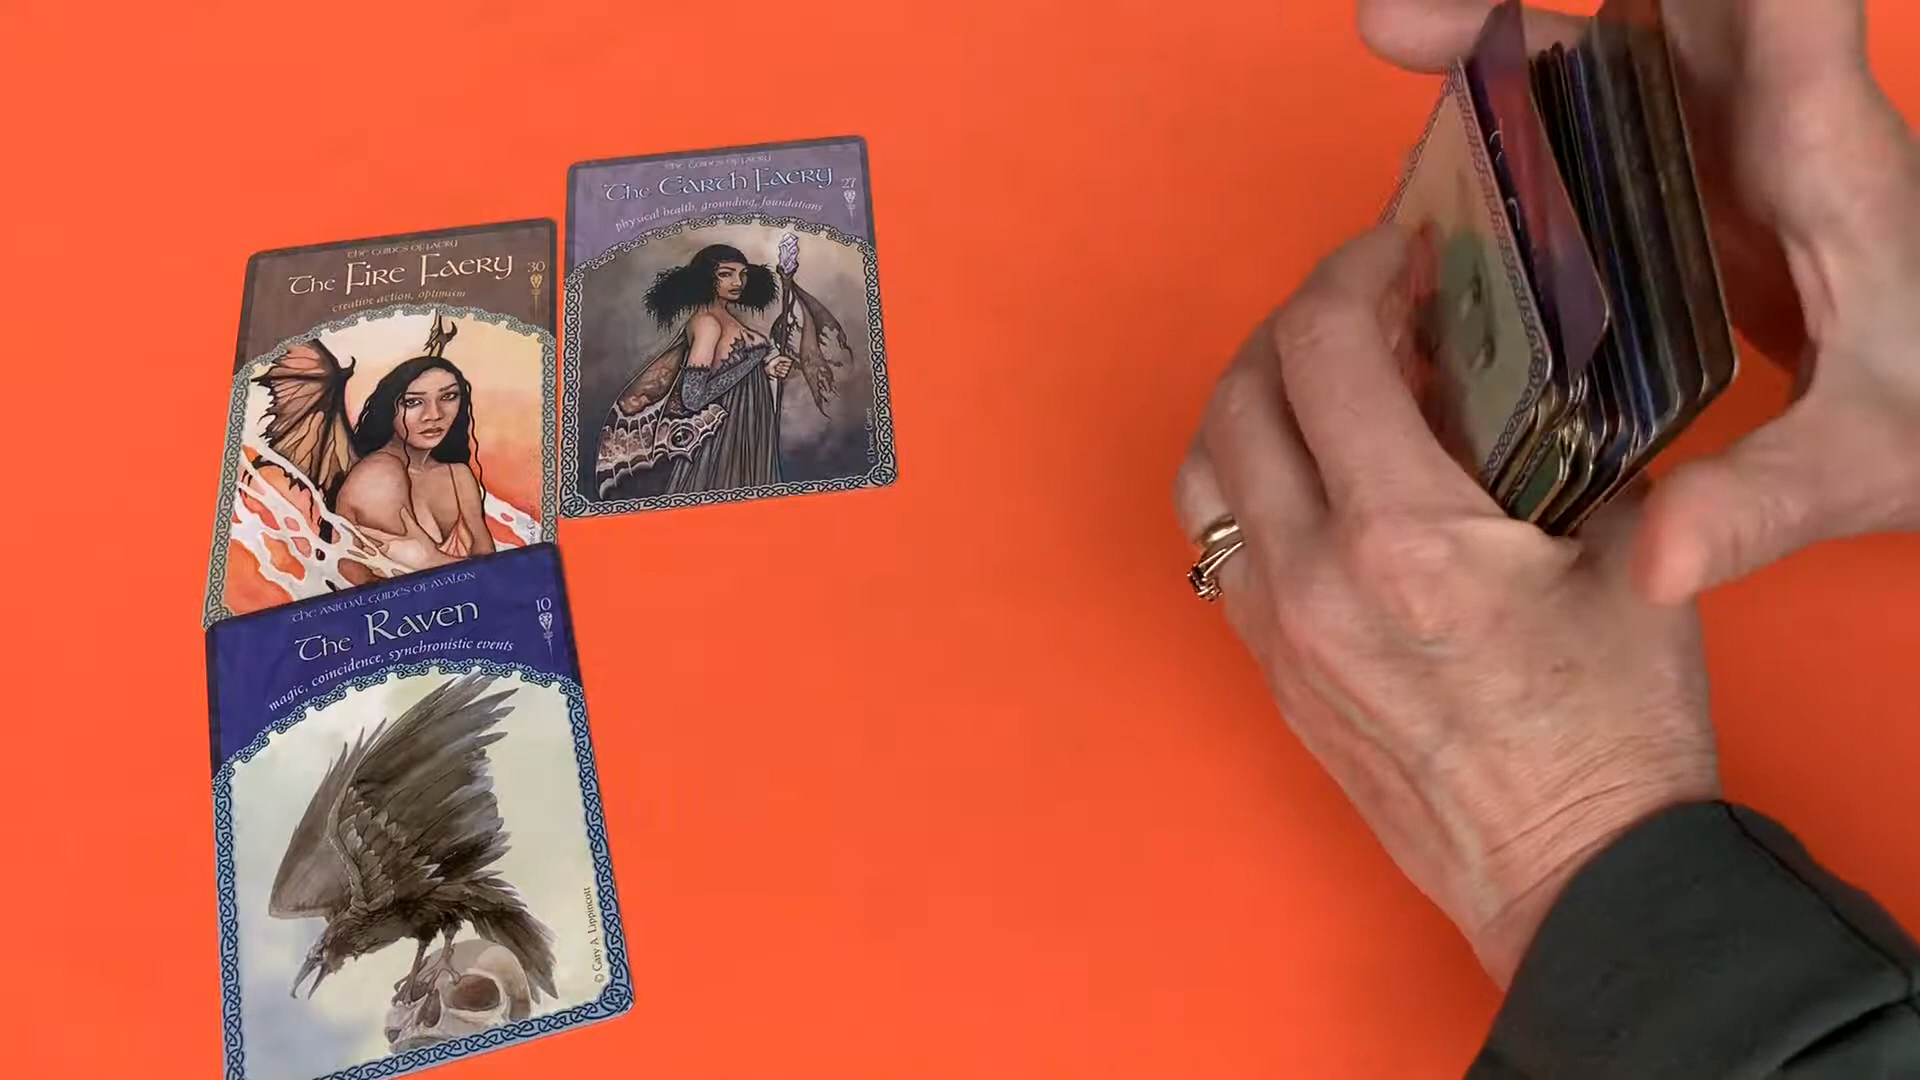 The Guides of Faery
The Fire Faery
30
creative action, optimism
The Guides of Faery
The Earth Faery
27
physical health, grounding, foundations
The Animal Guides of Avalon
The Raven
10
magic, coincidence, synchronistic events
© Gary A. Lippincott